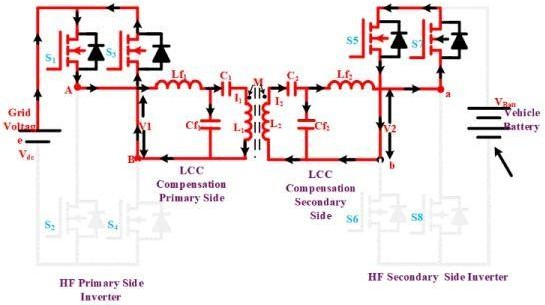 S1
S3
S5
S7
Lf1
C1
M
C2
Lf2
A
a
Grid
Voltag
e
Vdc
V1
Cf1
I1
I2
L1
L2
Cf2
V2
VBatt
Vehicle
Battery
B
b
LCC
Compensation
Primary Side
LCC
Compensation
Secondary
Side
S2
S4
S6
S8
HF Primary Side
Inverter
HF Secondary Side Inverter